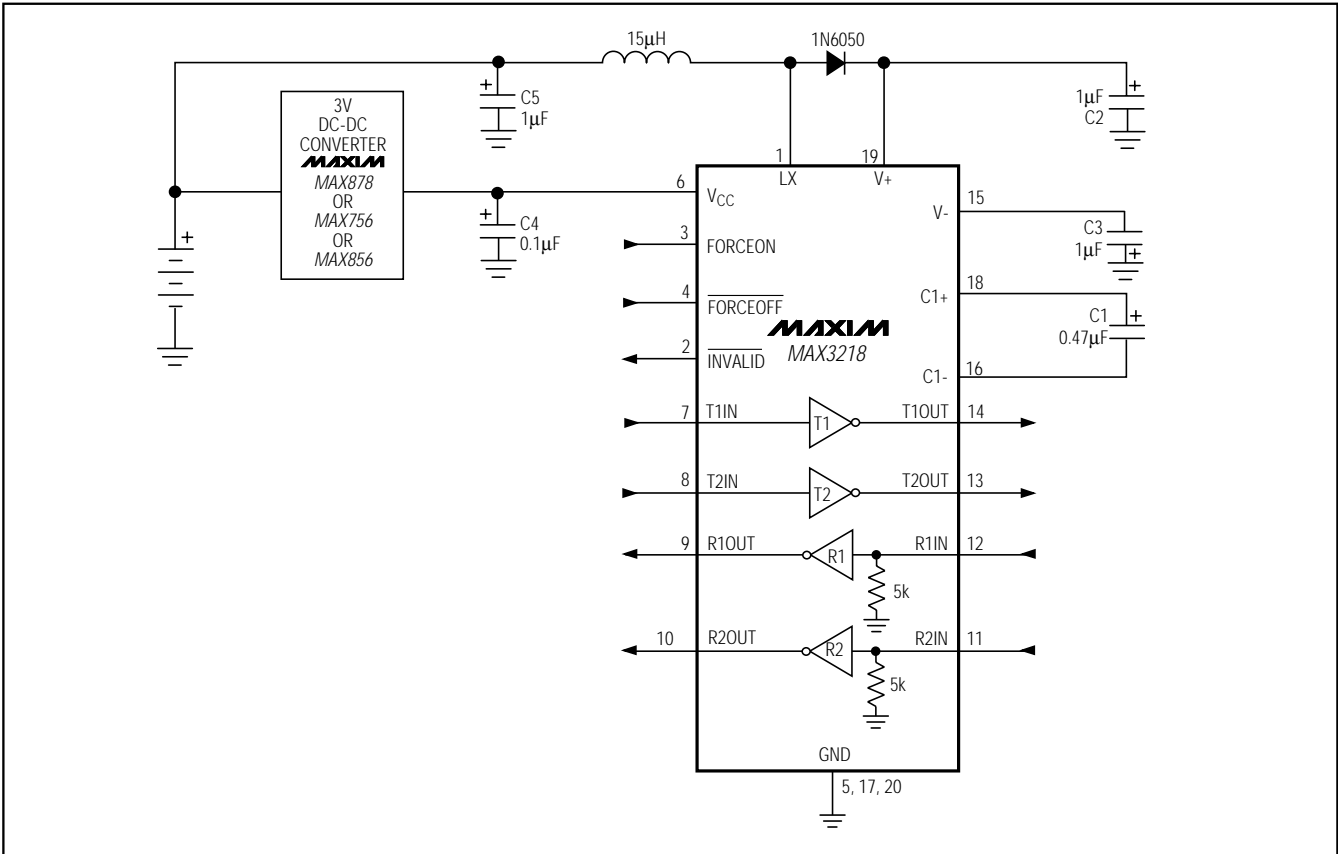 15µH
1N6050
+
C5
1µF
+
1µF
C2
3V
DC-DC
CONVERTER
MAXIM
MAX878
OR
MAX756
OR
MAX856
1
LX
19
V+
+
C4
0.1µF
6
VCC
3
FORCEON
4
FORCEOFF
2
INVALID
MAXIM
MAX3218
V-
15
C3
1µF
+
C1+
18
+
C1
0.47µF
C1-
16
+
7
T1IN
T1
T1OUT
14
8
T2IN
T2
T2OUT
13
9
R1OUT
R1
R1IN
12
5k
10
R2OUT
R2
R2IN
11
5k
GND
5, 17, 20